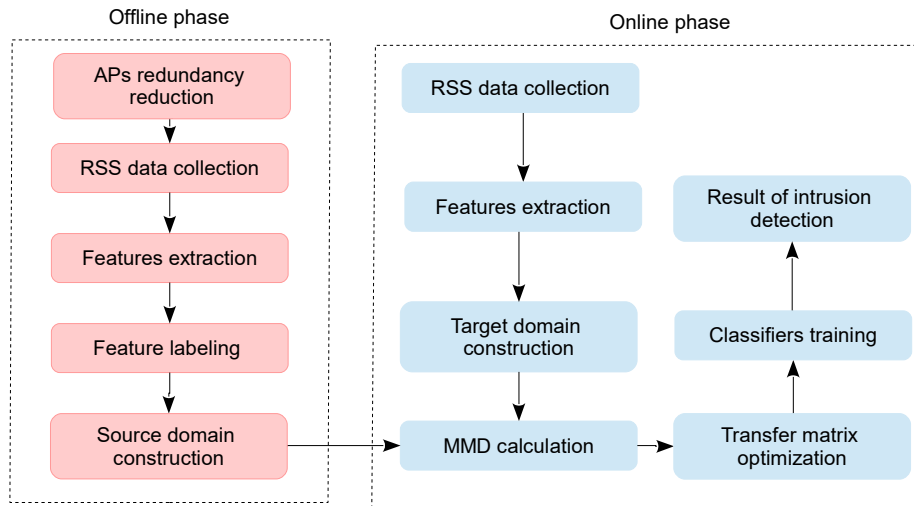 Offline phase
APs redundancy
reduction
RSS data collection
Features extraction
Feature labeling
Source domain
construction
Online phase
RSS data collection
Features extraction
Target domain
construction
MMD calculation
Transfer matrix
optimization
Classifiers training
Result of intrusion
detection